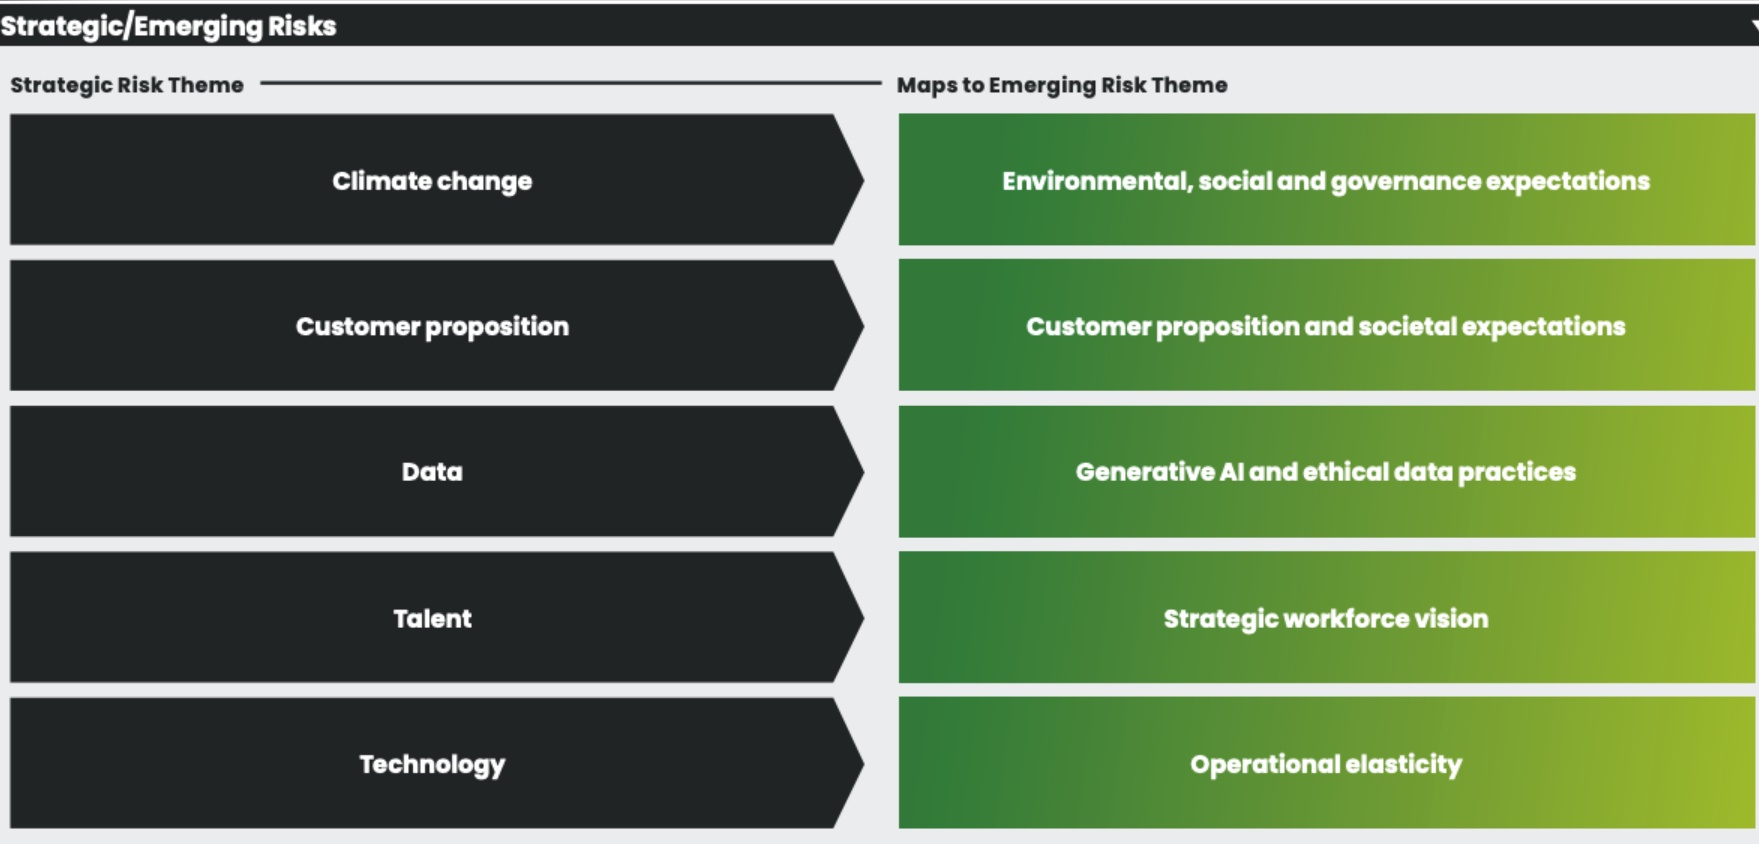 Strategic/Emerging Risks
Strategic Risk Theme
Maps to Emerging Risk Theme
Climate change
Environmental, social and governance expectations
Customer proposition
Customer proposition and societal expectations
Data
Generative AI and ethical data practices
Talent
Strategic workforce vision
Technology
Operational elasticity